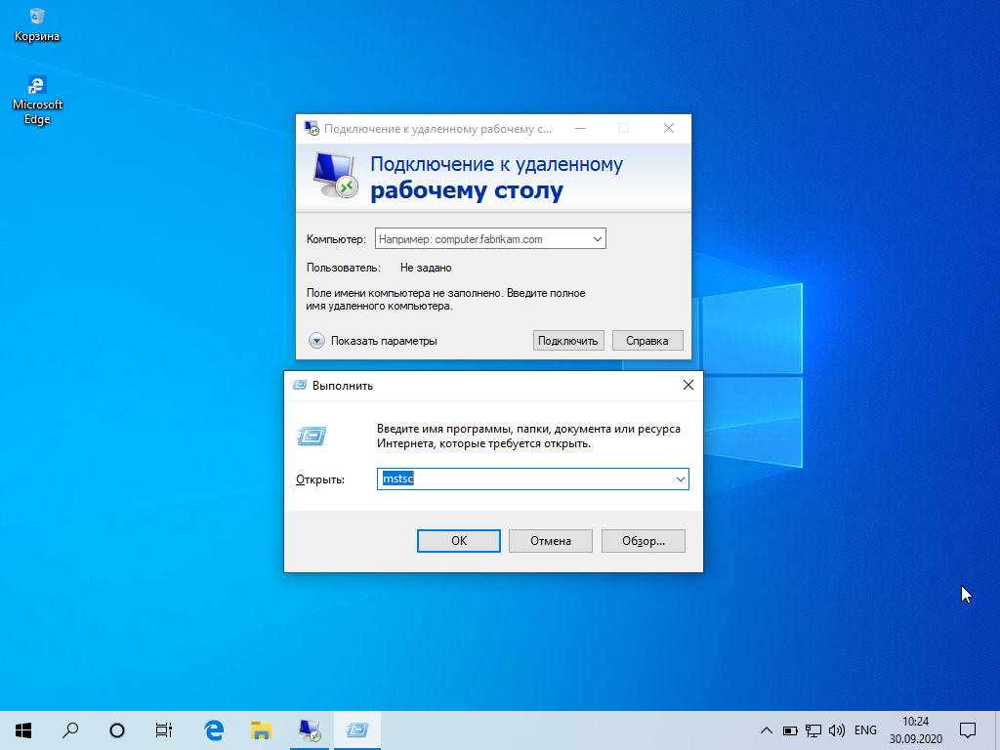 Корзина
Microsoft
Edge
Подключение к удаленному рабочему с...
Подключение к удаленному
рабочему столу
Компьютер:
Например: computer.fabrikam.com
Пользователь:
Не задано
Поле имени компьютера не заполнено. Введите полное
имя удаленного компьютера.
Показать параметры
Подключить
Справка
Выполнить
Введите имя программы, папки, документа или ресурса
Интернета, которые требуется открыть.
Открыть:
mstsc
ОК
Отмена
Обзор...
ENG
10:24
30.09.2020